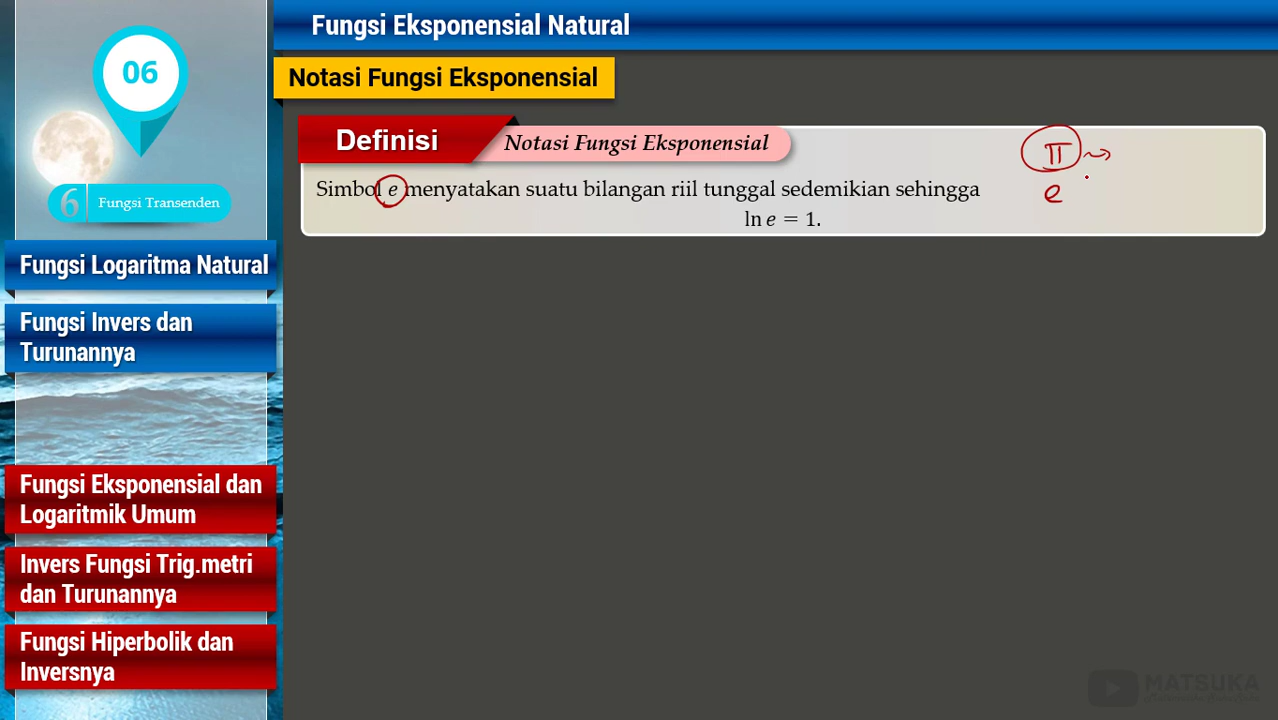 Fungsi Eksponensial Natural
06
Notasi Fungsi Eksponensial
Definisi
Notasi Fungsi Eksponensial
π
Simbol e menyatakan suatu bilangan riil tunggal sedemikian sehingga
e
ln e = 1.
6 Fungsi Transenden
Fungsi Logaritma Natural
Fungsi Invers dan
Turunannya
Fungsi Eksponensial dan
Logaritmik Umum
Invers Fungsi Trig.metri
dan Turunannya
Fungsi Hiperbolik dan
Inversnya
MATSUKA